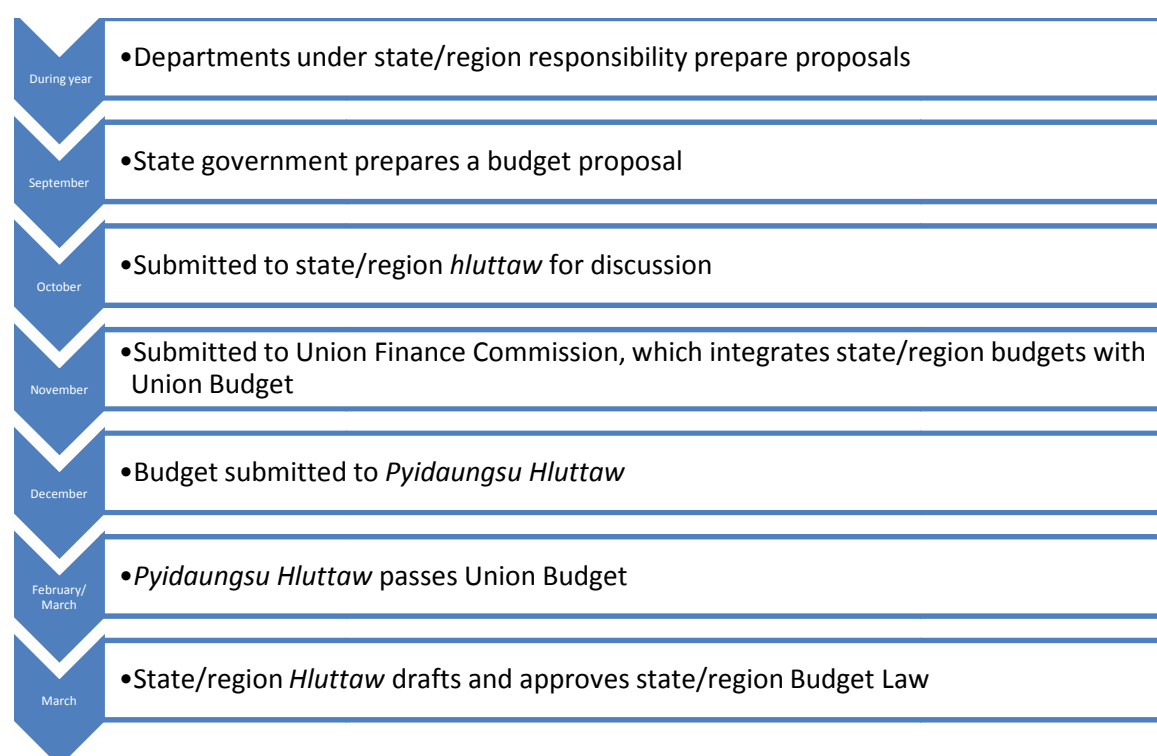 During year
•Departments under state/region responsibility prepare proposals
September
•State government prepares a budget proposal
October
•Submitted to state/region hluttaw for discussion
November
•Submitted to Union Finance Commission, which integrates state/region budgets with
Union Budget
December
•Budget submitted to Pyidaungsu Hluttaw
February/
March
•Pyidaungsu Hluttaw passes Union Budget
March
•State/region Hluttaw drafts and approves state/region Budget Law